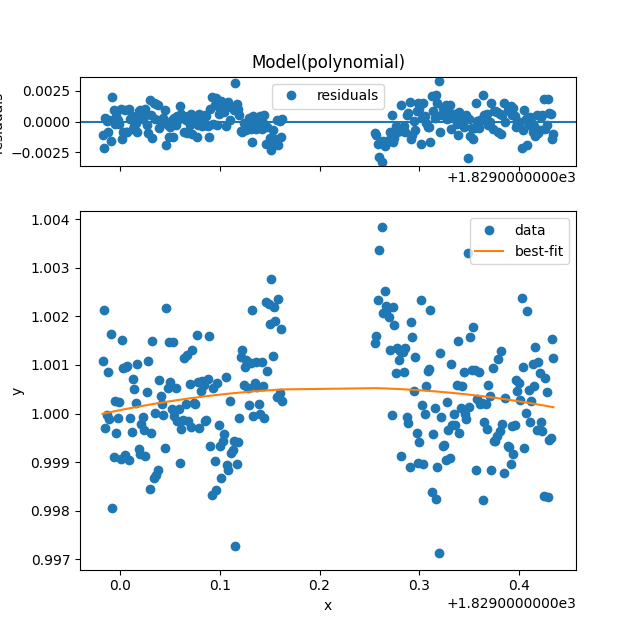 Model(polynomial)
residuals
0.0025
0.0000
−0.0025
residuals
+1.8290000000e3
1.004
1.003
1.002
1.001
1.000
0.999
0.998
0.997
y
data
best-fit
0.0 0.1 0.2 0.3 0.4
x
+1.8290000000e3